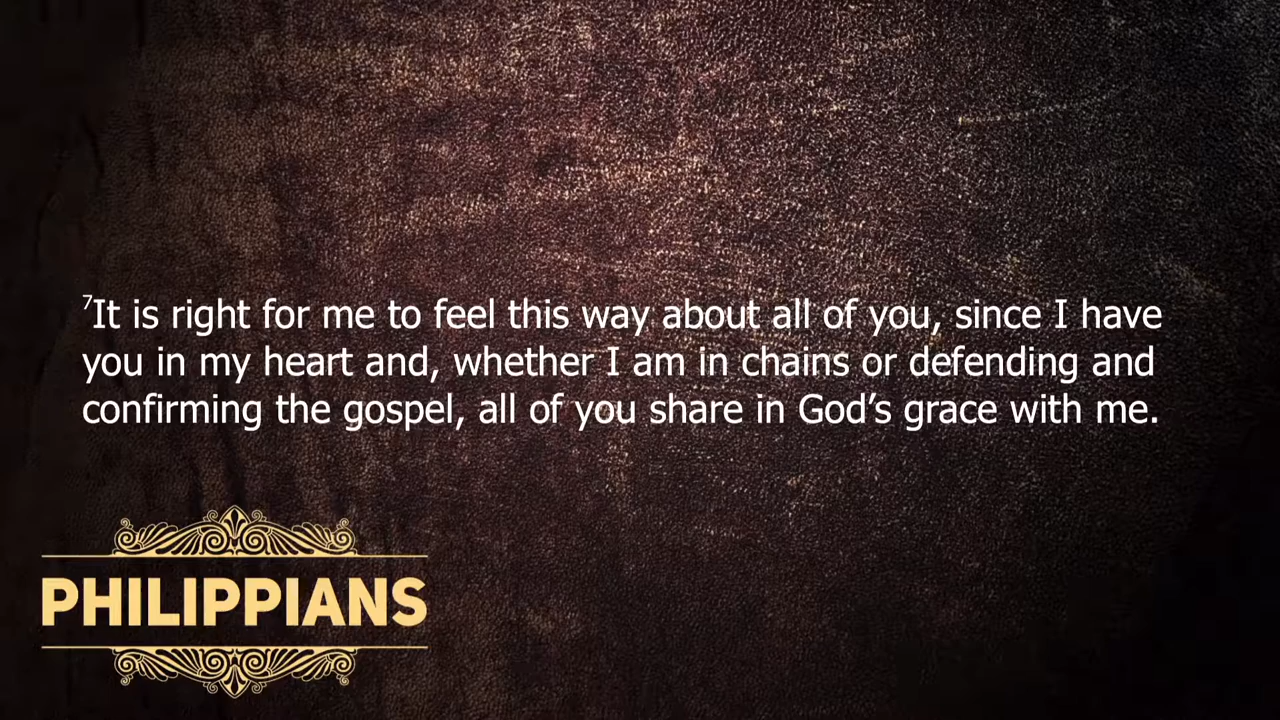 ⁷It is right for me to feel this way about all of you, since I have
you in my heart and, whether I am in chains or defending and
confirming the gospel, all of you share in God’s grace with me.
PHILIPPIANS